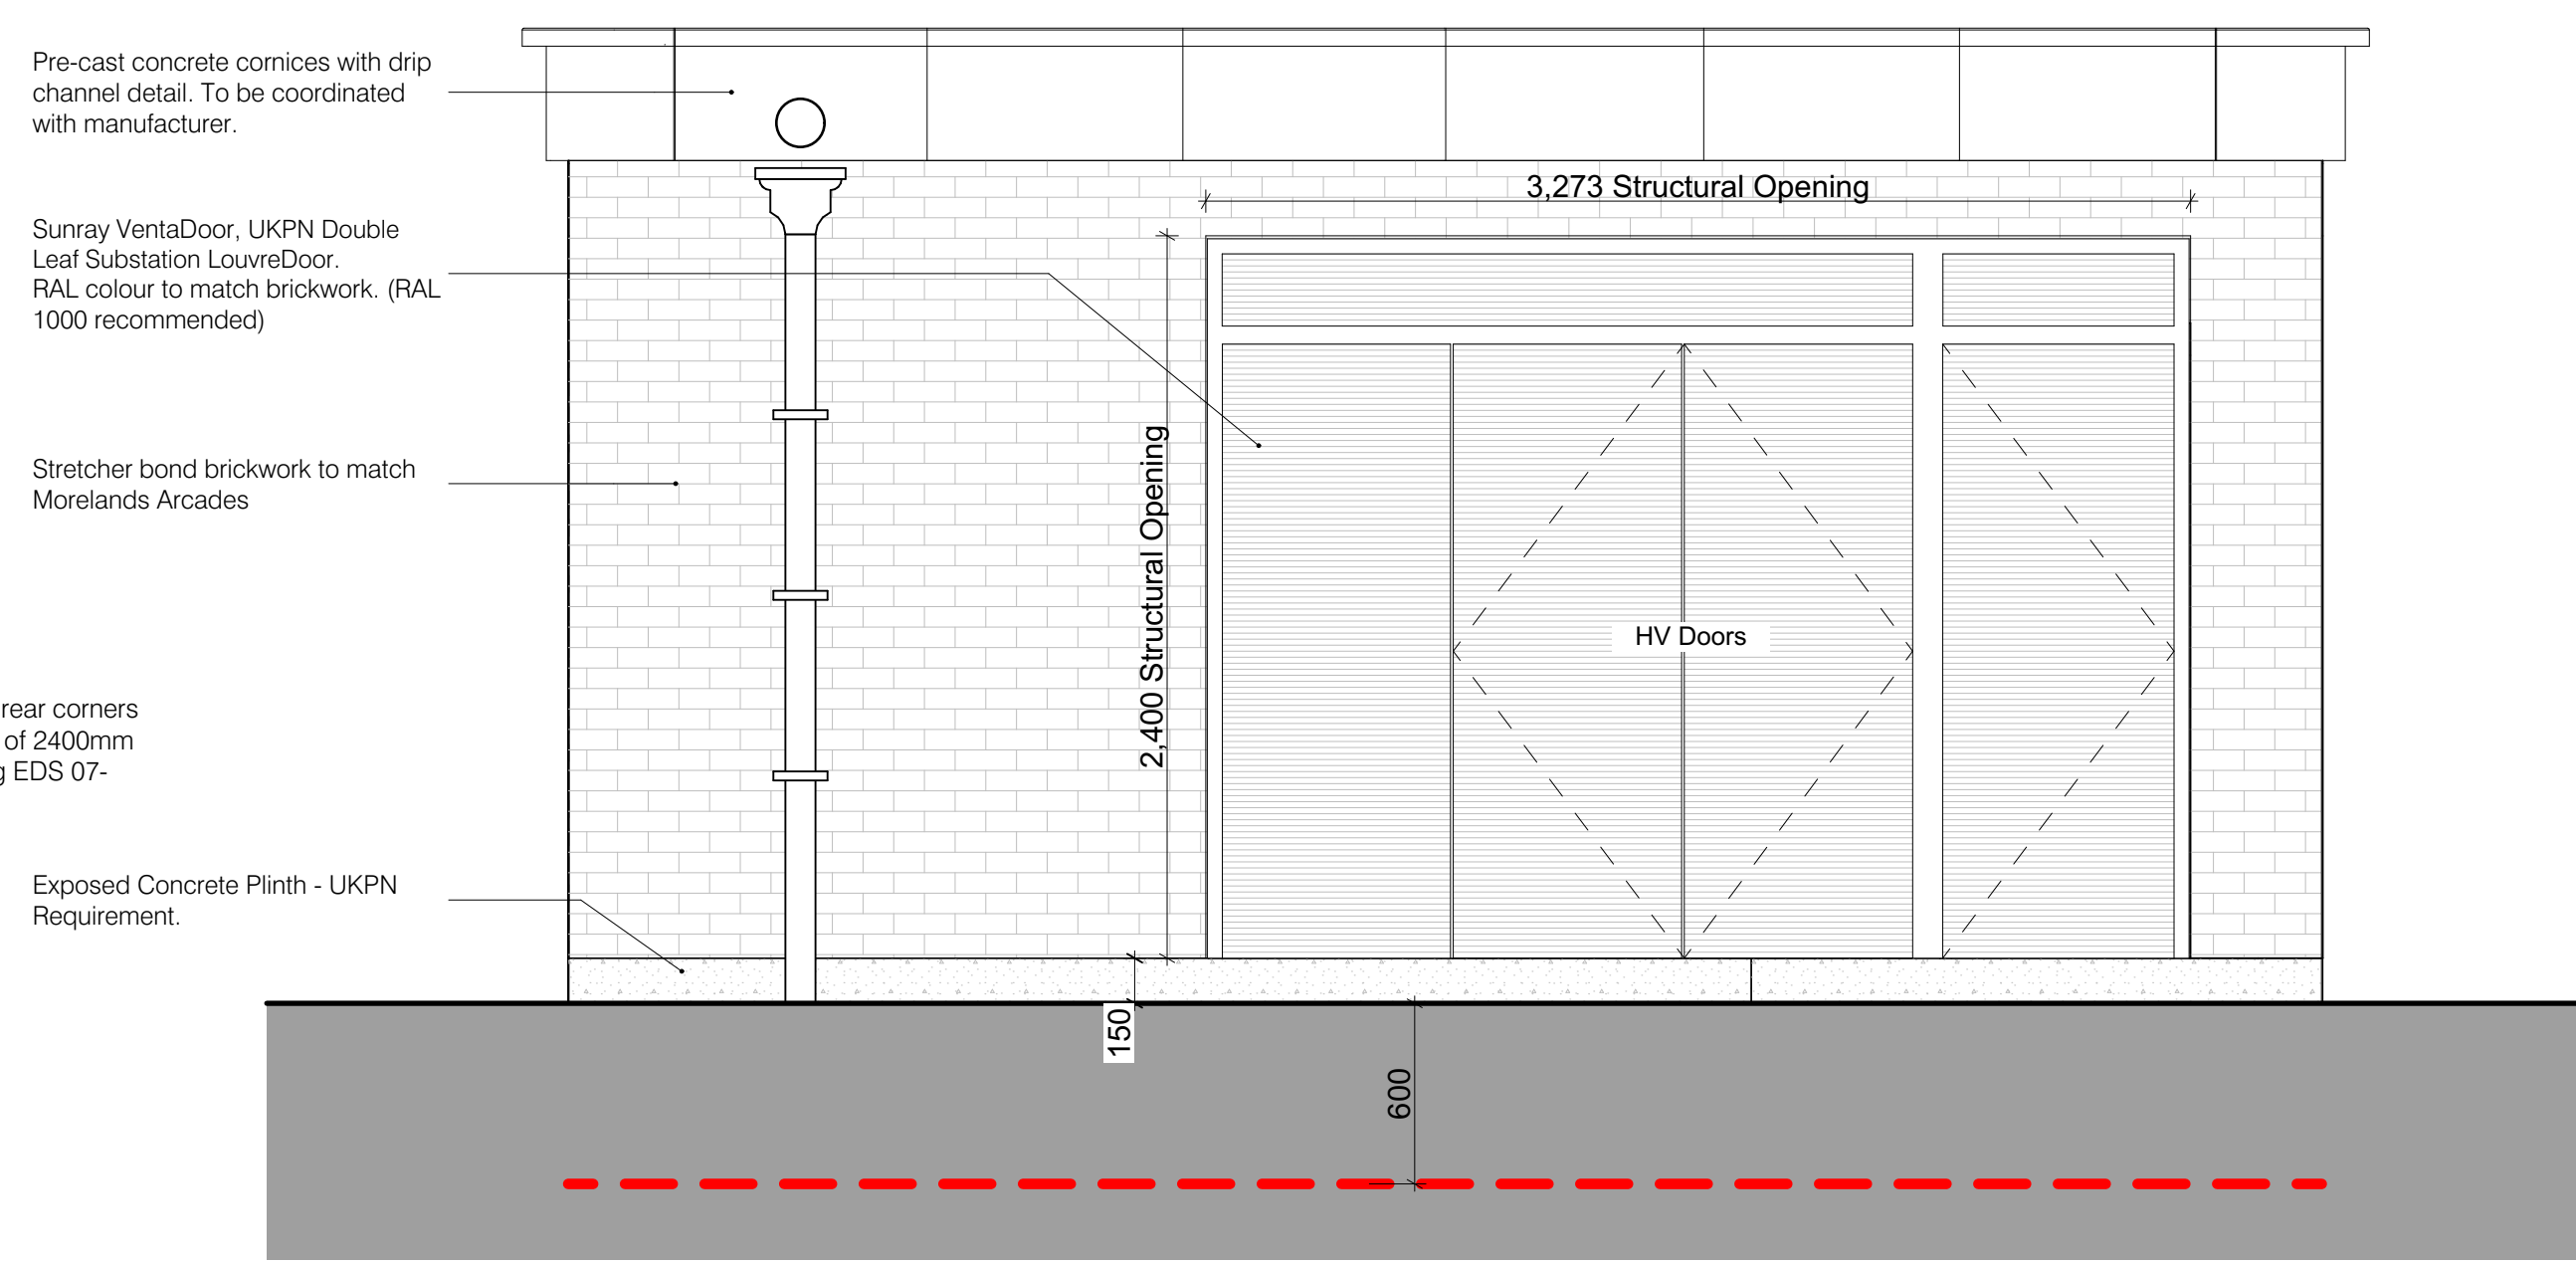 Pre-cast concrete cornices with drip
channel detail. To be coordinated
with manufacturer.
3,273 Structural Opening
Sunray VentaDoor, UKPN Double
Leaf Substation LouvreDoor.
RAL colour to match brickwork. (RAL
1000 recommended)
Stretcher bond brickwork to match
Morelands Arcades
2,400 Structural Opening
HV Doors
rear corners
of 2400mm
g EDS 07-
Exposed Concrete Plinth - UKPN
Requirement.
150
600